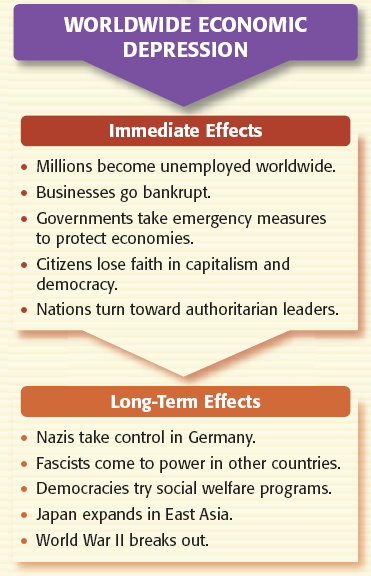 WORLDWIDE ECONOMIC
DEPRESSION
Immediate Effects
• Millions become unemployed worldwide.
• Businesses go bankrupt.
• Governments take emergency measures
to protect economies.
• Citizens lose faith in capitalism and
democracy.
• Nations turn toward authoritarian leaders.
Long-Term Effects
• Nazis take control in Germany.
• Fascists come to power in other countries.
• Democracies try social welfare programs.
• Japan expands in East Asia.
• World War II breaks out.